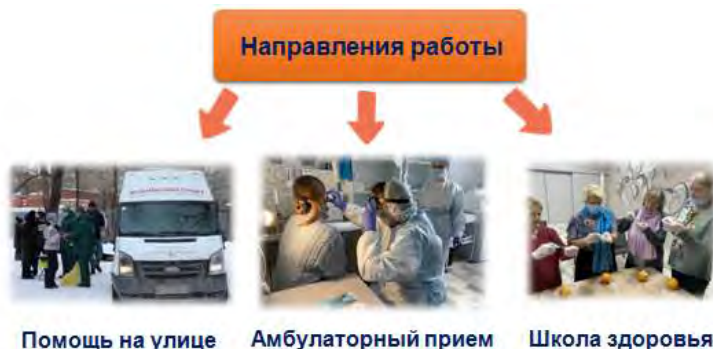 Направления работы
Помощь на улице
Амбулаторный прием
Школа здоровья